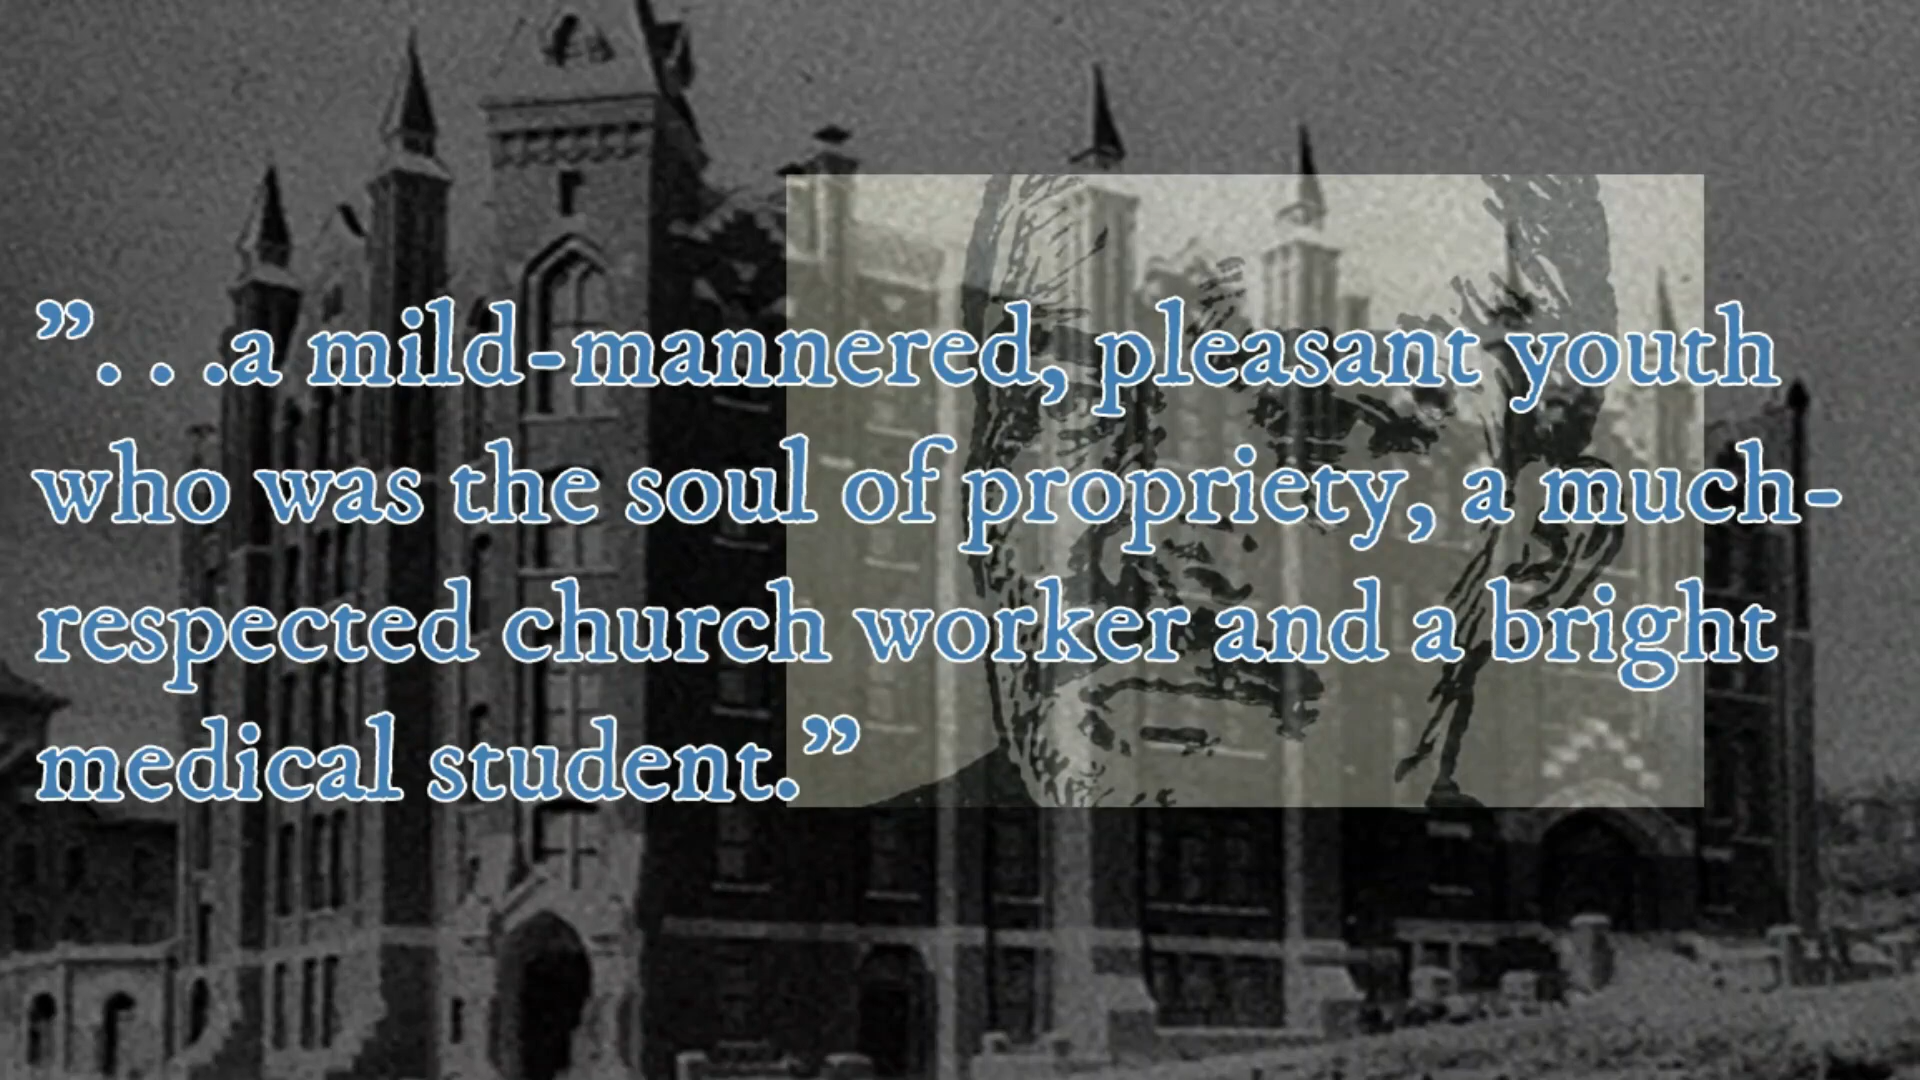 ”. . .a mild-mannered, pleasant youth
who was the soul of propriety, a much-
respected church worker and a bright
medical student.”